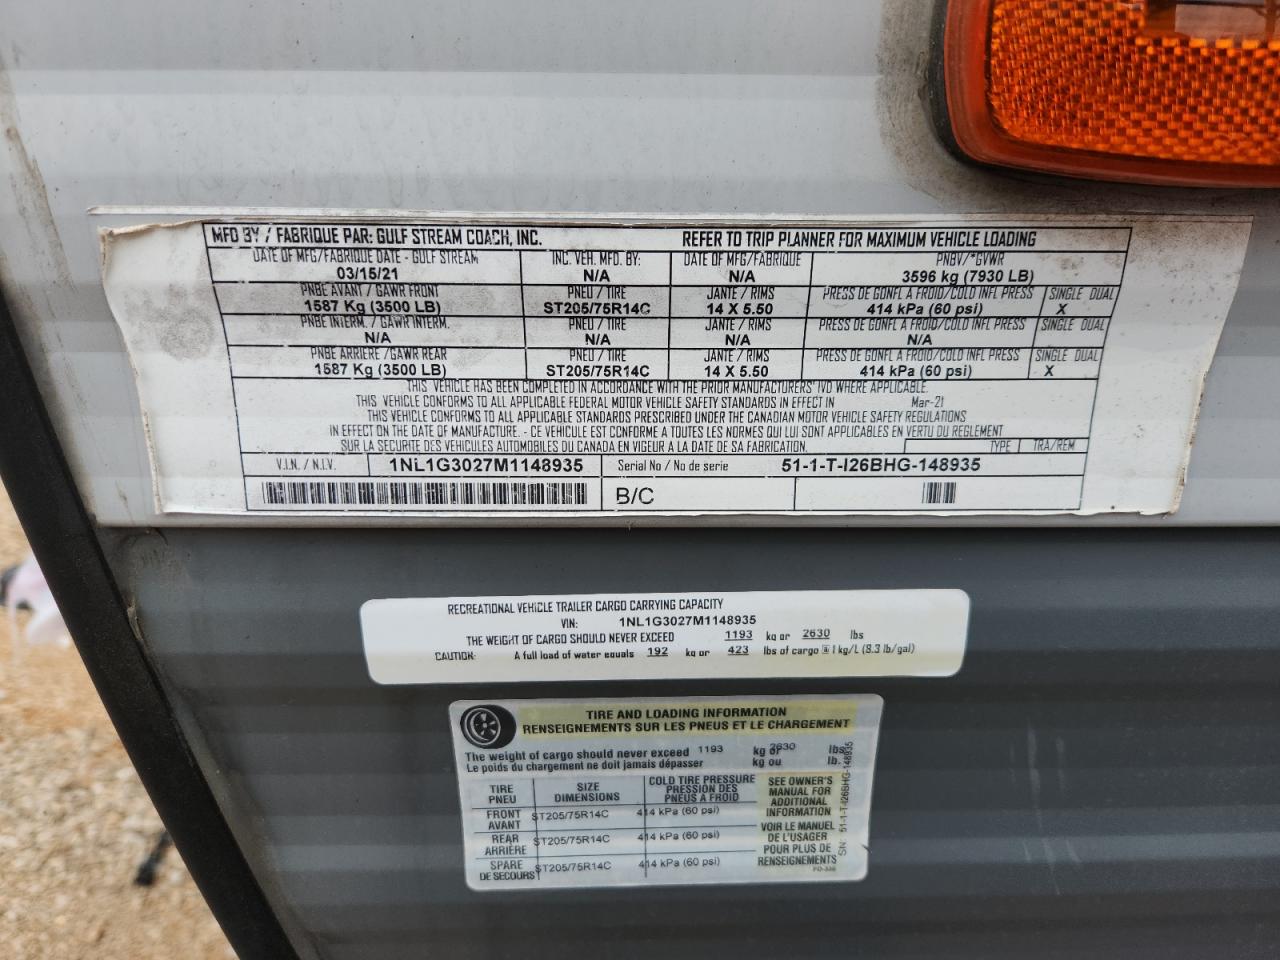 MFD BY / FABRIQUE PAR: GULF STREAM COACH, INC. REFER TO TRIP PLANNER FOR MAXIMUM VEHICLE LOADING
DATE OF MFG/FABRIQUE DATE - GULF STREAM INC. VEH. MFD. BY: DATE OF MFG/FABRIQUE PNBV/*GVWR
03/15/21 N/A N/A 3596 kg (7930 LB)
PNBE AVANT / GAWR FRONT PNEU / TIRE JANTE / RIMS PRESS DE GONFL A FROID/COLD INFL PRESS SINGLE DUAL
1587 Kg (3500 LB) ST205/75R14C 14 X 5.50 414 kPa (60 psi) X
PNBE INTERM. / GAWR INTERM. PNEU / TIRE JANTE / RIMS PRESS DE GONFL A FROID/COLD INFL PRESS SINGLE DUAL
N/A N/A N/A N/A
PNBE ARRIERE / GAWR REAR PNEU / TIRE JANTE / RIMS PRESS DE GONFL A FROID/COLD INFL PRESS SINGLE DUAL
1587 Kg (3500 LB) ST205/75R14C 14 X 5.50 414 kPa (60 psi) X
THIS VEHICLE HAS BEEN COMPLETED IN ACCORDANCE WITH THE PRIOR MANUFACTURERS' IVD WHERE APPLICABLE.
THIS VEHICLE CONFORMS TO ALL APPLICABLE FEDERAL MOTOR VEHICLE SAFETY STANDARDS IN EFFECT IN Mar-21
THIS VEHICLE CONFORMS TO ALL APPLICABLE STANDARDS PRESCRIBED UNDER THE CANADIAN MOTOR VEHICLE SAFETY REGULATIONS
IN EFFECT ON THE DATE OF MANUFACTURE. - CE VEHICULE EST CONFORME A TOUTES LES NORMES QUI LUI SONT APPLICABLES EN VERTU DU REGLEMENT
SUR LA SECURITE DES VEHICULES AUTOMOBILES DU CANADA EN VIGEUR A LA DATE DE SA FABRICATION. TYPE TRA/REM
V.I.N. / N.I.V. 1NL1G3027M1148935 Serial No / No de serie 51-1-T-I26BHG-148935
B/C
RECREATIONAL VEHICLE TRAILER CARGO CARRYING CAPACITY
VIN: 1NL1G3027M1148935
THE WEIGHT OF CARGO SHOULD NEVER EXCEED 1193 kg or 2630 lbs
CAUTION: A full load of water equals 192 kg or 423 lbs of cargo @ 1 kg/L (8.3 lb/gal)
TIRE AND LOADING INFORMATION
RENSEIGNEMENTS SUR LES PNEUS ET LE CHARGEMENT
The weight of cargo should never exceed 1193 kg or 2630 lbs
Le poids du chargement ne doit jamais dépasser kg ou lb.
TIRE SIZE COLD TIRE PRESSURE
PNEU DIMENSIONS PRESSION DES
PNEUS A FROID
FRONT ST205/75R14C 414 kPa (60 psi)
AVANT
REAR ST205/75R14C 414 kPa (60 psi)
ARRIÈRE
SPARE ST205/75R14C 414 kPa (60 psi)
DE SECOURS
SEE OWNER'S
MANUAL FOR
ADDITIONAL
INFORMATION
VOIR LE MANUEL
DE L'USAGER
POUR PLUS DE
RENSEIGNEMENTS
SN: 51-1-T-I26BHG-148935